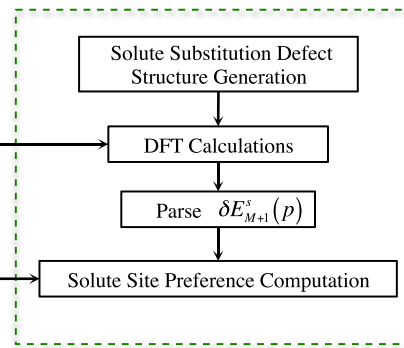 Solute Substitution Defect
Structure Generation
DFT Calculations
Parse δE^s_{M+1}(p)
Solute Site Preference Computation